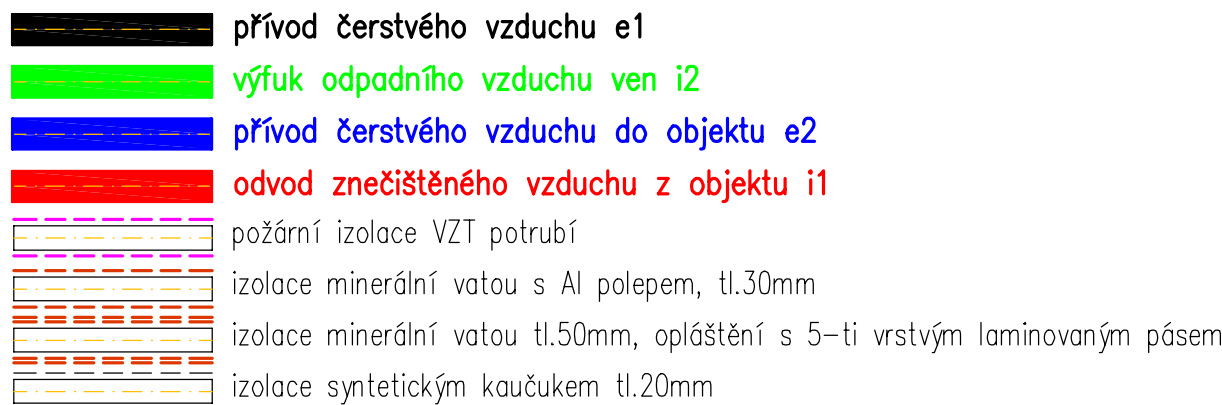 přívod čerstvého vzduchu e1
výfuk odpadního vzduchu ven i2
přívod čerstvého vzduchu do objektu e2
odvod znečištěného vzduchu z objektu i1
požární izolace VZT potrubí
izolace minerální vatou s Al polepem, tl.30mm
izolace minerální vatou tl.50mm, opláštění s 5-ti vrstvým laminovaným pásem
izolace syntetickým kaučukem tl.20mm